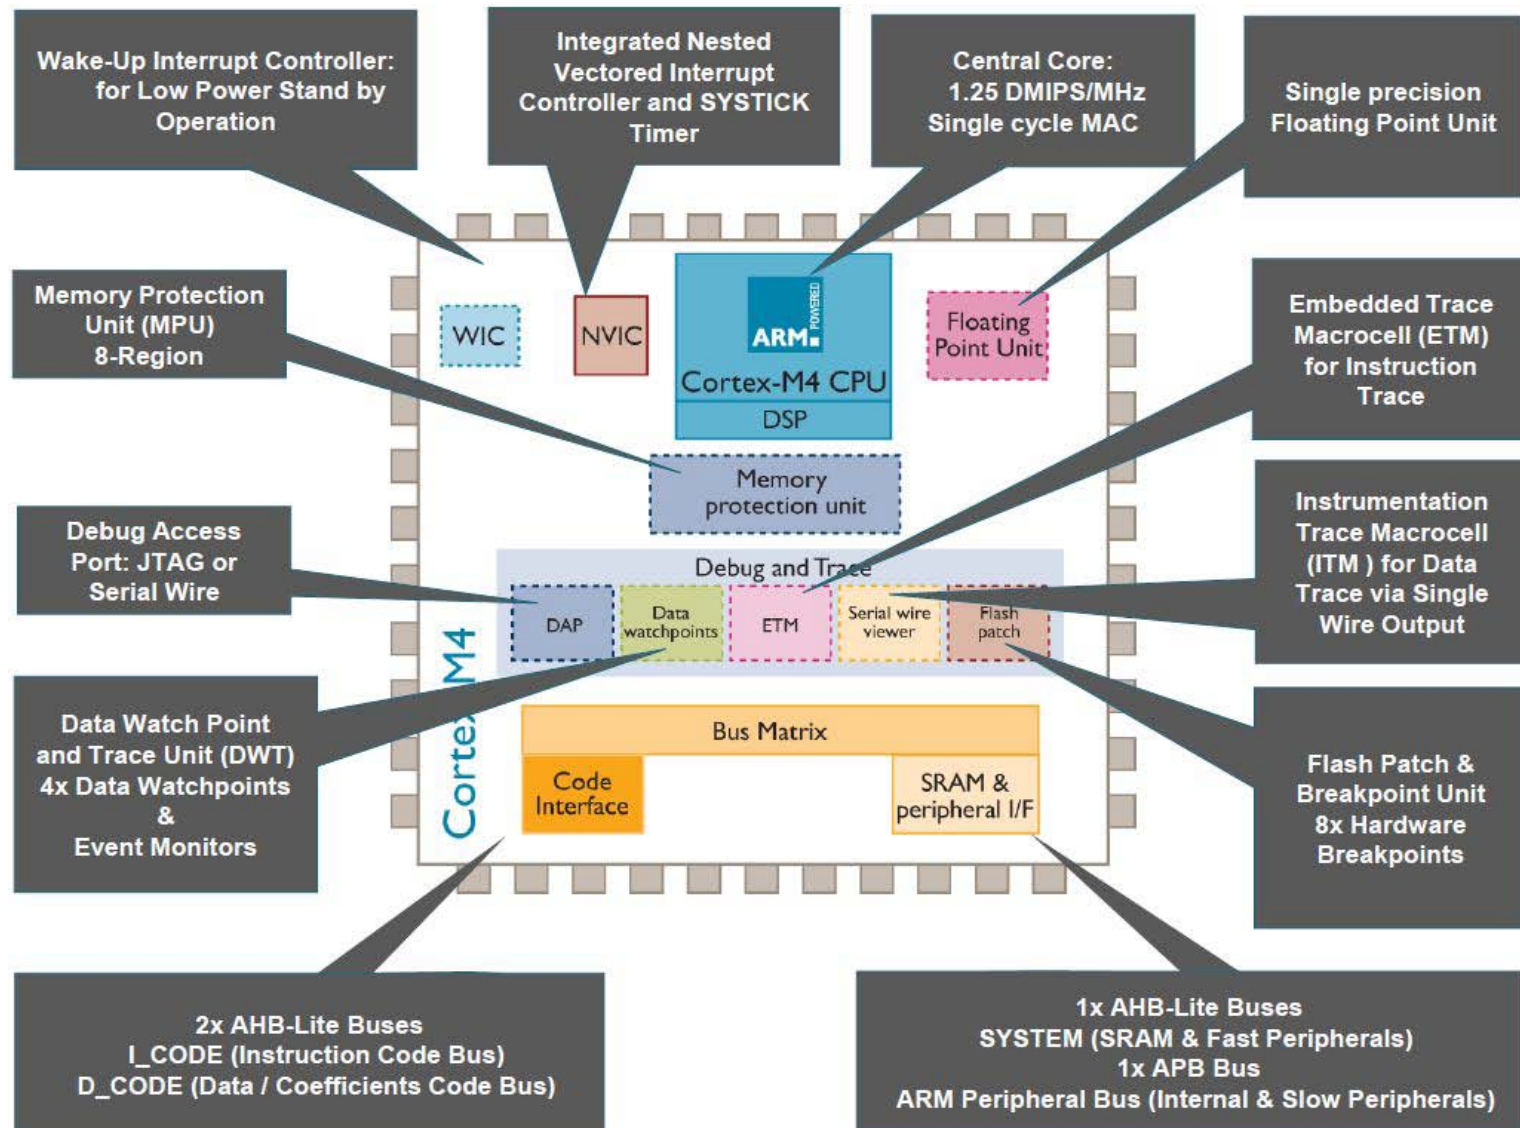 Wake-Up Interrupt Controller:
for Low Power Stand by
Operation
Integrated Nested
Vectored Interrupt
Controller and SYSTICK
Timer
Central Core:
1.25 DMIPS/MHz
Single cycle MAC
Single precision
Floating Point Unit
Memory Protection
Unit (MPU)
8-Region
WIC
NVIC
ARM
POWERED
Cortex-M4 CPU
DSP
Floating
Point Unit
Embedded Trace
Macrocell (ETM)
for Instruction
Trace
Memory
protection unit
Debug Access
Port: JTAG or
Serial Wire
Debug and Trace
DAP
Data
watchpoints
ETM
Serial wire
viewer
Flash
patch
Instrumentation
Trace Macrocell
(ITM ) for Data
Trace via Single
Wire Output
Cortex-M4
Data Watch Point
and Trace Unit (DWT)
4x Data Watchpoints
&
Event Monitors
Bus Matrix
Code
Interface
SRAM &
peripheral I/F
Flash Patch &
Breakpoint Unit
8x Hardware
Breakpoints
2x AHB-Lite Buses
I_CODE (Instruction Code Bus)
D_CODE (Data / Coefficients Code Bus)
1x AHB-Lite Buses
SYSTEM (SRAM & Fast Peripherals)
1x APB Bus
ARM Peripheral Bus (Internal & Slow Peripherals)